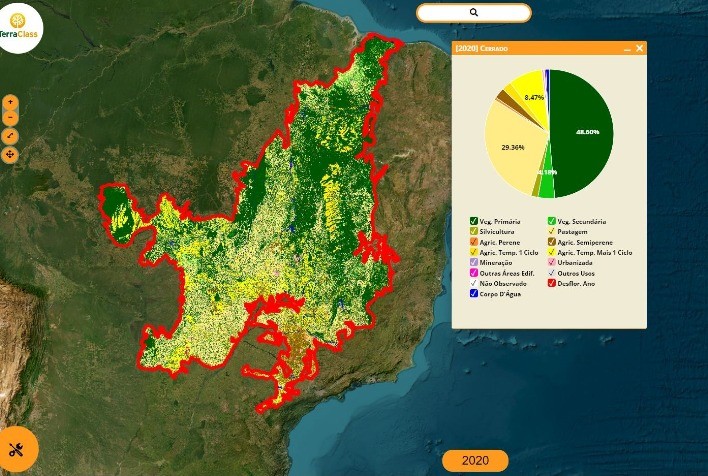 TerraClass
[2020] Cerrado
8.47%
48.60%
29.36%
4.19%
Veg. Primária
Veg. Secundária
Silvicultura
Pastagem
Agric. Perene
Agric. Semiperene
Agric. Temp. 1 Ciclo
Agric. Temp. Mais 1 Ciclo
Mineração
Urbanizada
Outras Áreas Edif.
Outros Usos
Não Observado
Desflor. Ano
Corpo D'Água
2020